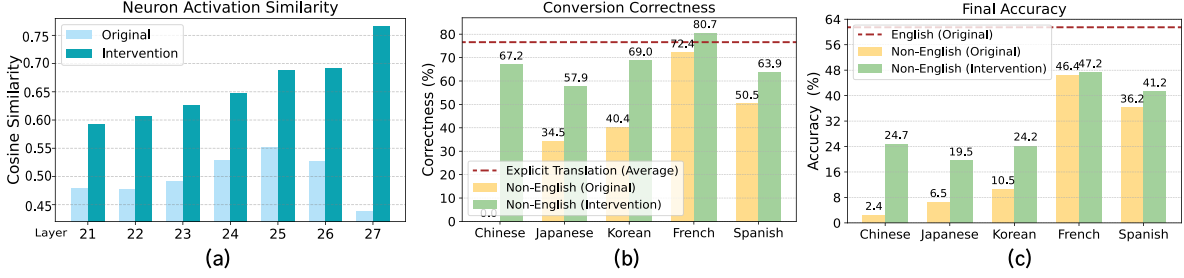 Neuron Activation Similarity
Original
Intervention
Cosine Similarity
0.75
0.70
0.65
0.60
0.55
0.50
0.45
Layer 21 22 23 24 25 26 27
(a)
Conversion Correctness
Correctness (%)
80
70
60
50
40
30
20
10
0
67.2
34.5
57.9
40.4
69.0
72.4
80.7
50.5
63.9
0.0
Explicit Translation (Average)
Non-English (Original)
Non-English (Intervention)
Chinese Japanese Korean French Spanish
(b)
Final Accuracy
English (Original)
Non-English (Original)
Non-English (Intervention)
Accuracy (%)
64
56
48
40
32
24
16
8
0
2.4
24.7
6.5
19.5
10.5
24.2
46.4
47.2
36.2
41.2
Chinese Japanese Korean French Spanish
(c)